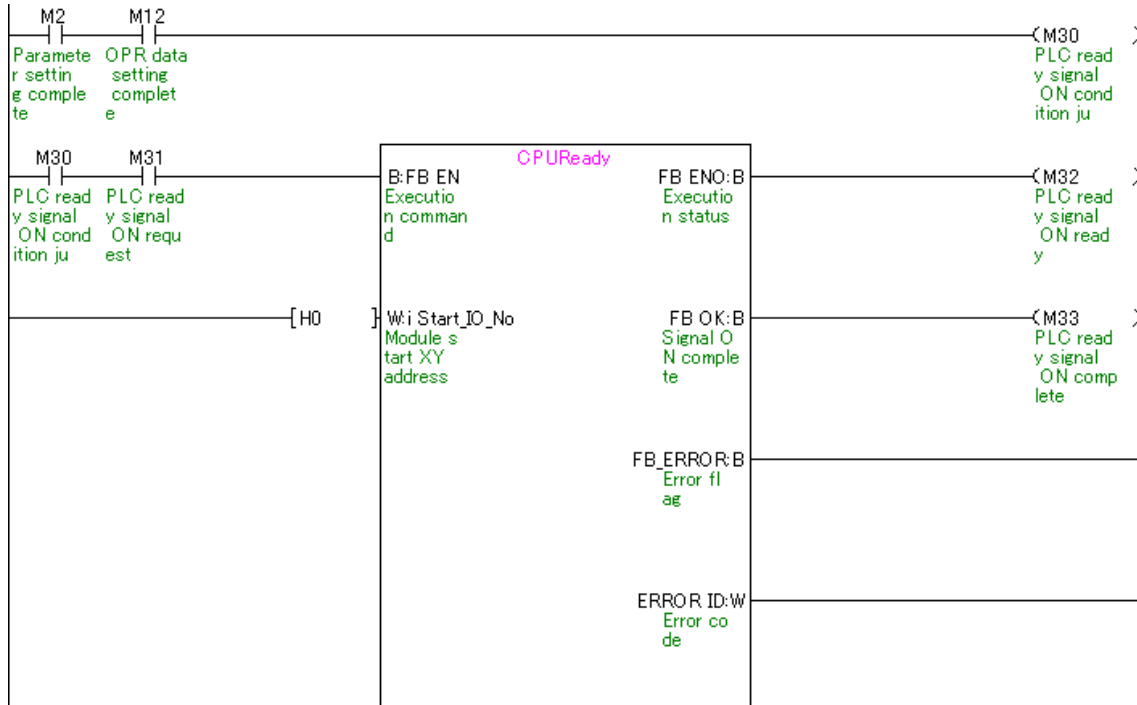 M2 M12
M30
Paramete OPR data PLC read
r settin setting y signal
g comple complet ON cond
te e ition ju
M30 M31 CPUReady
B:FB EN FB ENO:B M32
PLC read PLC read Executio Executio PLC read
y signal y signal n comman n status y signal
ON cond ON requ d ON read
ition ju est y
[H0 ] W:i Start_IO_No FB OK:B M33
Module s Signal O PLC read
tart XY N comple y signal
address te ON comp
lete
FB_ERROR:B
Error fl
ag
ERROR ID:W
Error co
de